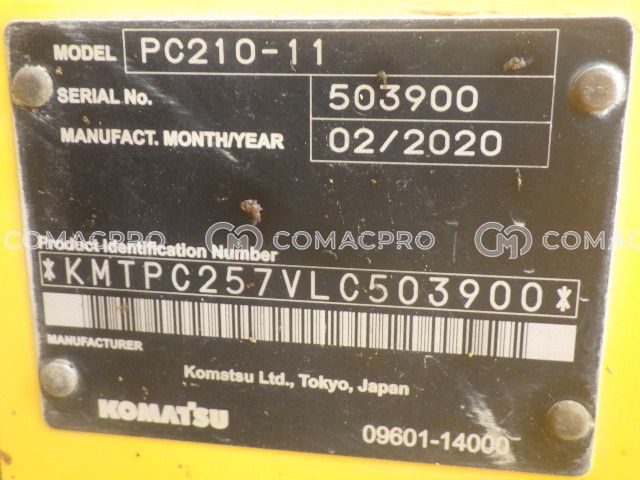 MODEL PC210-11
SERIAL No. 503900
MANUFACT. MONTH/YEAR 02/2020
COMACPRO COMACPRO COMACPRO
Product Identification Number
*KMTPC257VLC503900*
MANUFACTURER
Komatsu Ltd., Tokyo, Japan
KOMATSU
09601-14000